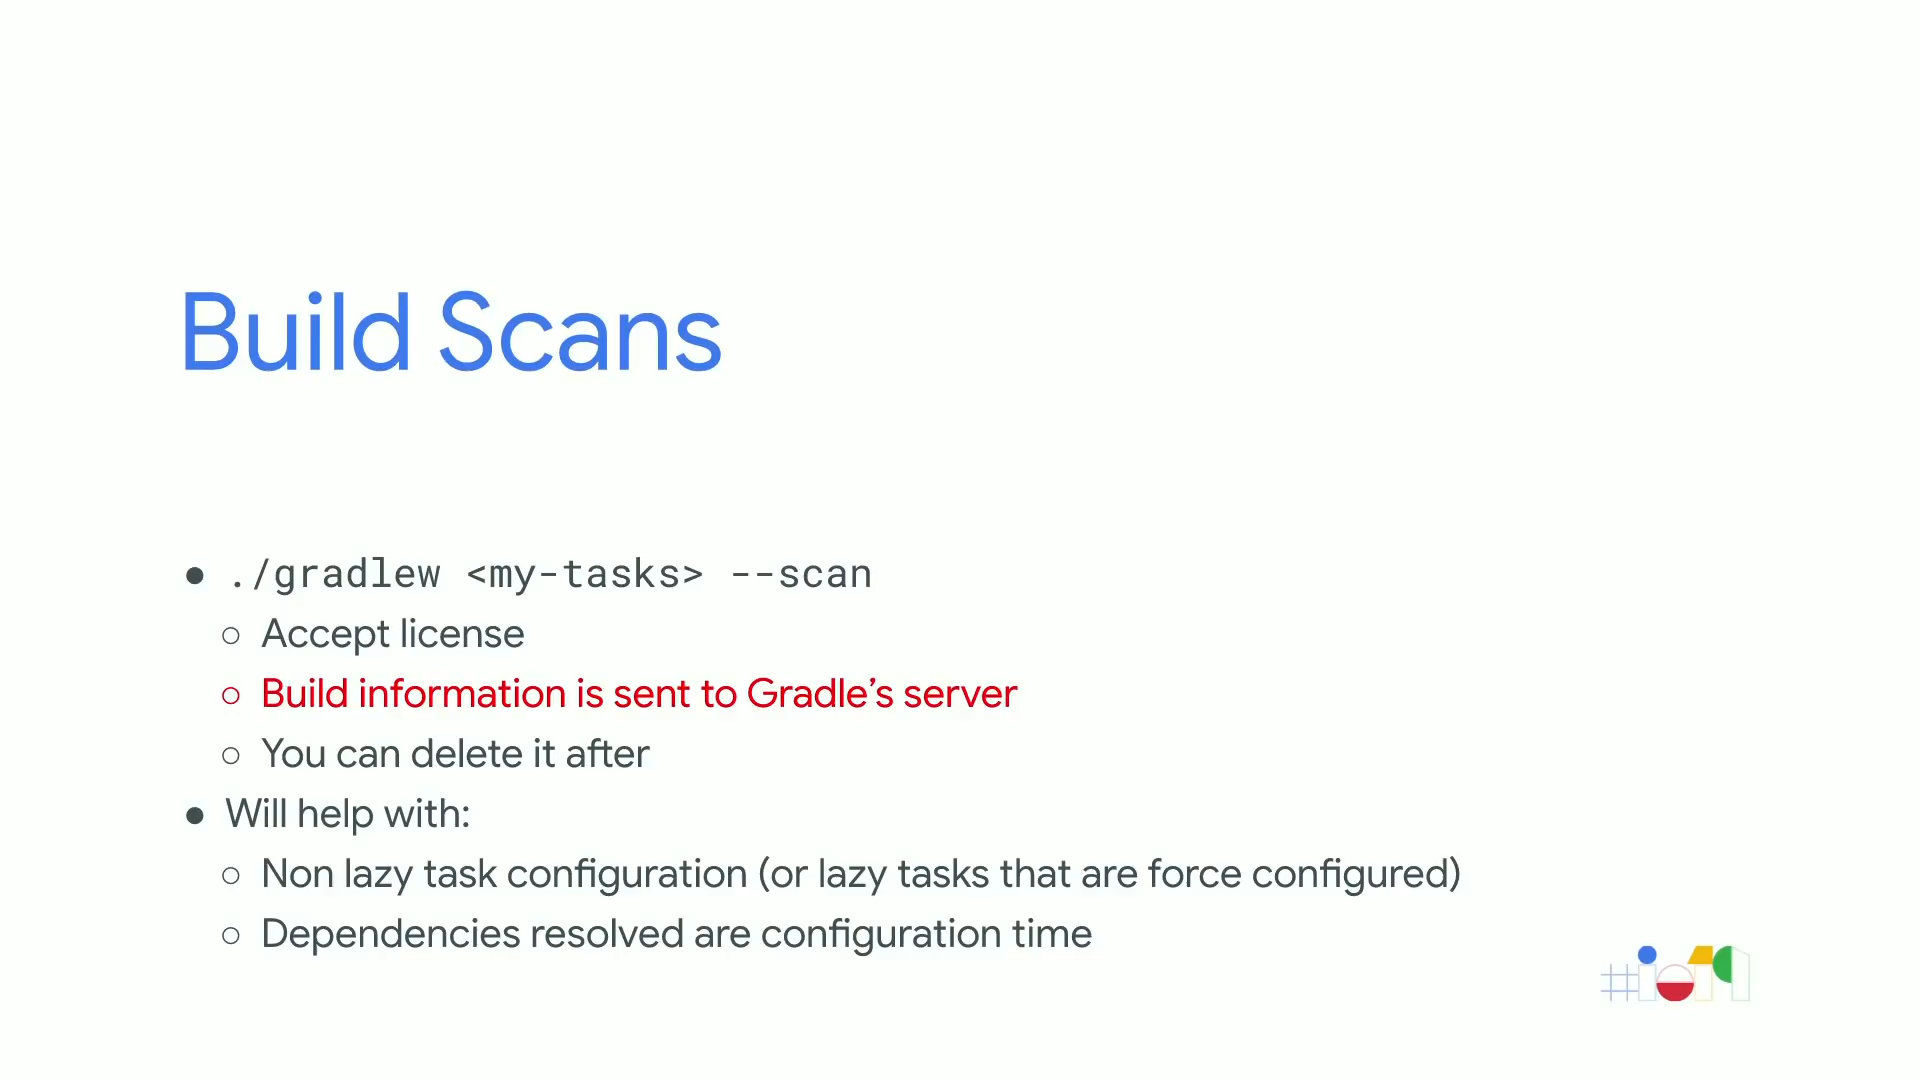 Build Scans
● ./gradlew <my-tasks> --scan
○ Accept license
○ Build information is sent to Gradle’s server
○ You can delete it after
● Will help with:
○ Non lazy task configuration (or lazy tasks that are force configured)
○ Dependencies resolved are configuration time
#io19